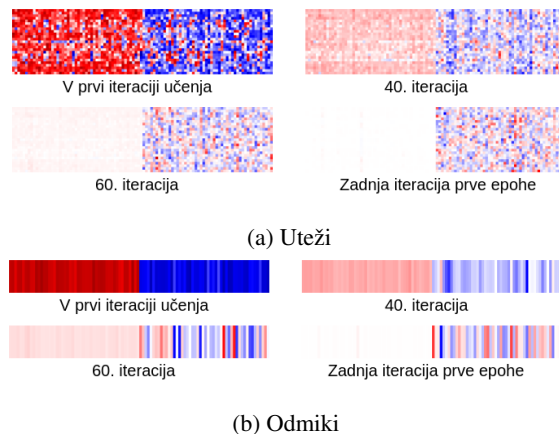 V prvi iteraciji učenja
40. iteracija
60. iteracija
Zadnja iteracija prve epohe
(a) Uteži
V prvi iteraciji učenja
40. iteracija
60. iteracija
Zadnja iteracija prve epohe
(b) Odmiki